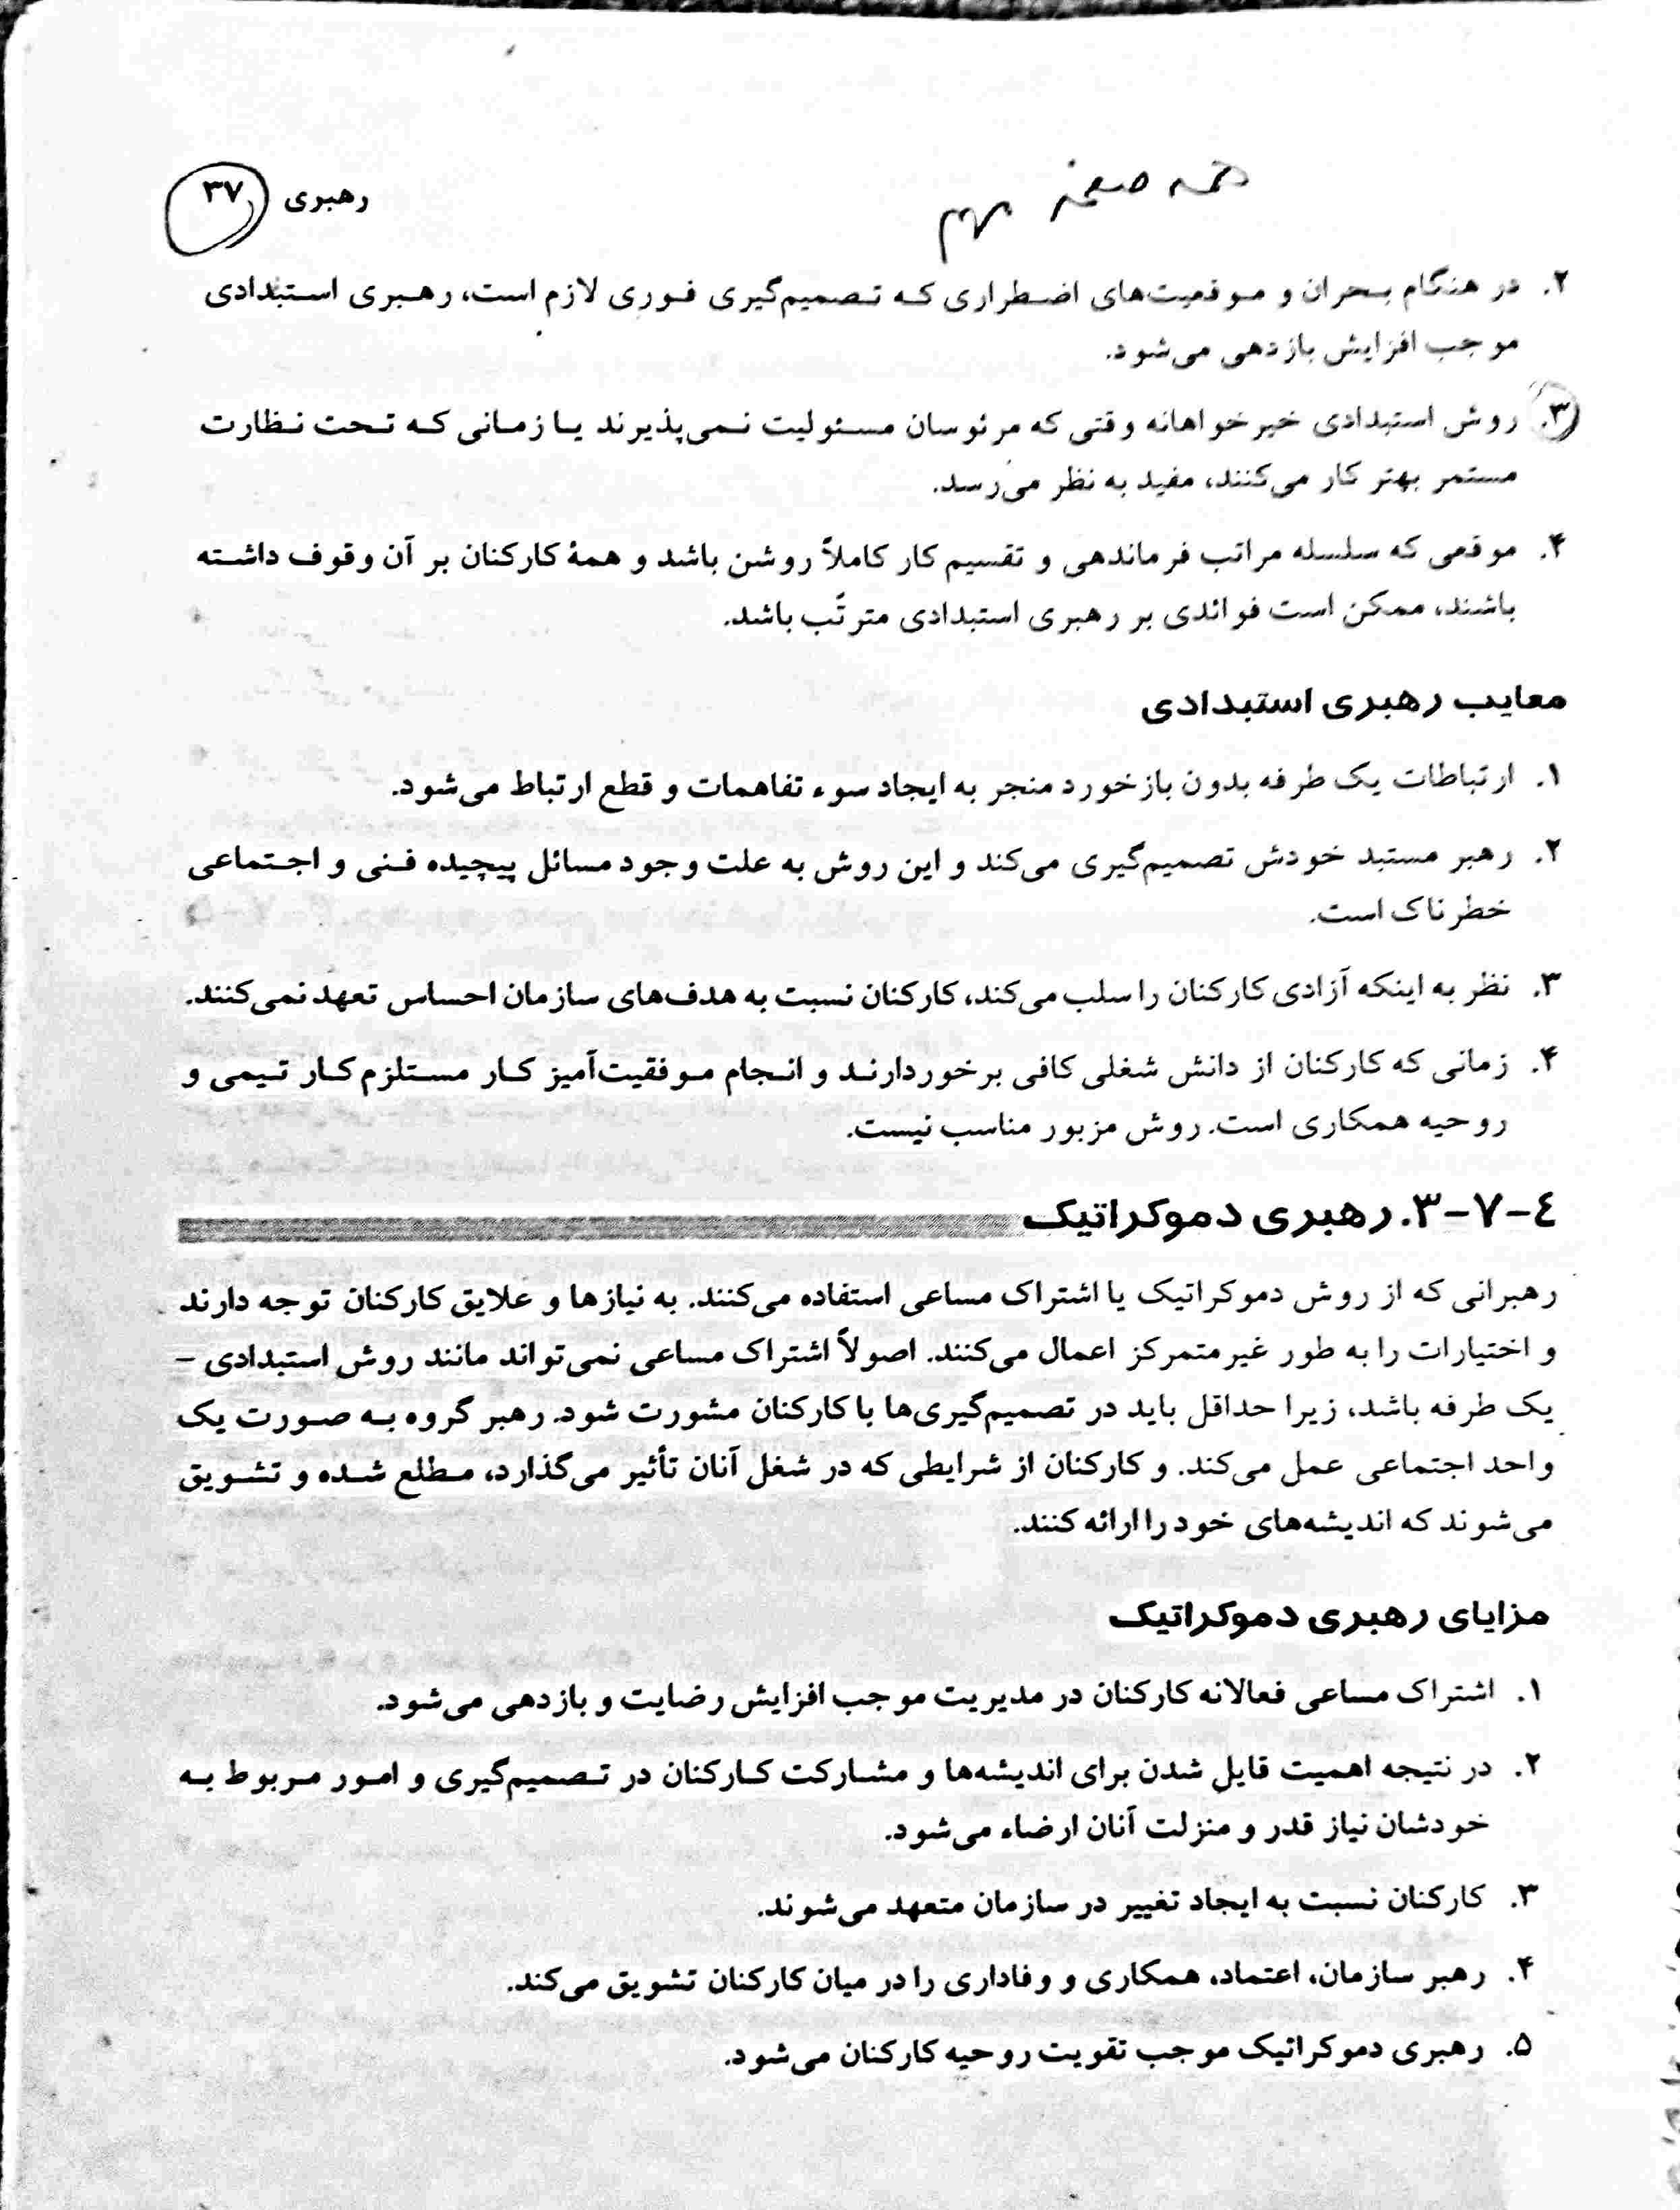 همه صفحه مهم
رهبری ۳۷
۲. در هنگام بحران و موقعیت‌های اضطراری که تصمیم‌گیری فوری لازم است، رهبری استبدادی
موجب افزایش بازدهی می‌شود.
۳. روش استبدادی خیرخواهانه وقتی که مرئوسان مسئولیت نمی‌پذیرند یا زمانی که تحت نظارت
مستمر بهتر کار می‌کنند، مفید به نظر می‌رسد.
۴. موقعی که سلسله مراتب فرماندهی و تقسیم کار کاملاً روشن باشد و همهٔ کارکنان بر آن وقوف داشته
باشند، ممکن است فوائدی بر رهبری استبدادی مترتّب باشد.
معایب رهبری استبدادی
۱. ارتباطات یک طرفه بدون بازخورد منجر به ایجاد سوء تفاهمات و قطع ارتباط می‌شود.
۲. رهبر مستبد خودش تصمیم‌گیری می‌کند و این روش به علت وجود مسائل پیچیده فنی و اجتماعی
خطرناک است.
۳. نظر به اینکه آزادی کارکنان را سلب می‌کند، کارکنان نسبت به هدف‌های سازمان احساس تعهد نمی‌کنند.
۴. زمانی که کارکنان از دانش شغلی کافی برخوردارند و انجام موفقیت‌آمیز کار مستلزم کار تیمی و
روحیه همکاری است. روش مزبور مناسب نیست.
٤-۷-۳. رهبری دموکراتیک
رهبرانی که از روش دموکراتیک یا اشتراک مساعی استفاده می‌کنند. به نیازها و علایق کارکنان توجه دارند
و اختیارات را به طور غیرمتمرکز اعمال می‌کنند. اصولاً اشتراک مساعی نمی‌تواند مانند روش استبدادی –
یک طرفه باشد، زیرا حداقل باید در تصمیم‌گیری‌ها با کارکنان مشورت شود. رهبر گروه به صورت یک
واحد اجتماعی عمل می‌کند. و کارکنان از شرایطی که در شغل آنان تأثیر می‌گذارد، مطلع شده و تشویق
می‌شوند که اندیشه‌های خود را ارائه کنند.
مزایای رهبری دموکراتیک
۱. اشتراک مساعی فعالانه کارکنان در مدیریت موجب افزایش رضایت و بازدهی می‌شود.
۲. در نتیجه اهمیت قایل شدن برای اندیشه‌ها و مشارکت کارکنان در تصمیم‌گیری و امور مربوط به
خودشان نیاز قدر و منزلت آنان ارضاء می‌شود.
۳. کارکنان نسبت به ایجاد تغییر در سازمان متعهد می‌شوند.
۴. رهبر سازمان، اعتماد، همکاری و وفاداری را در میان کارکنان تشویق می‌کند.
۵. رهبری دموکراتیک موجب تقویت روحیه کارکنان می‌شود.